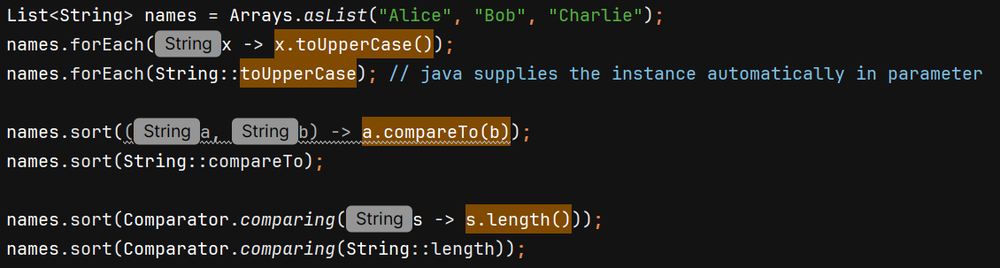 List<String> names = Arrays.asList("Alice", "Bob", "Charlie");
names.forEach( String x -> x.toUpperCase());
names.forEach(String::toUpperCase); // java supplies the instance automatically in parameter
names.sort(( String a, String b) -> a.compareTo(b));
names.sort(String::compareTo);
names.sort(Comparator.comparing( String s -> s.length()));
names.sort(Comparator.comparing(String::length));